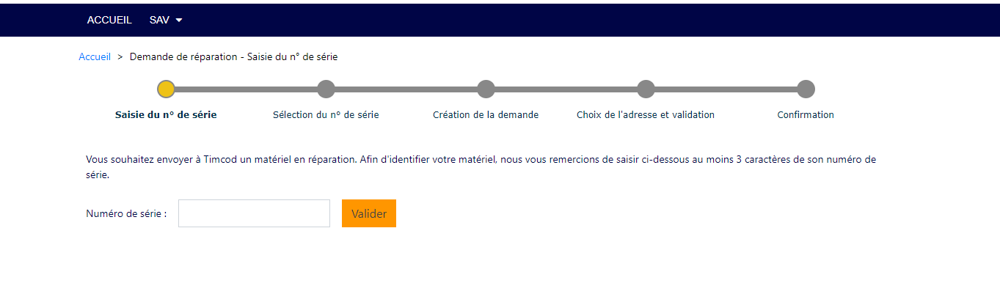 ACCUEIL SAV
Accueil > Demande de réparation - Saisie du n° de série
Saisie du n° de série Sélection du n° de série Création de la demande Choix de l'adresse et validation Confirmation
Vous souhaitez envoyer à Timcod un matériel en réparation. Afin d'identifier votre matériel, nous vous remercions de saisir ci-dessous au moins 3 caractères de son numéro de
série.
Numéro de série : Valider